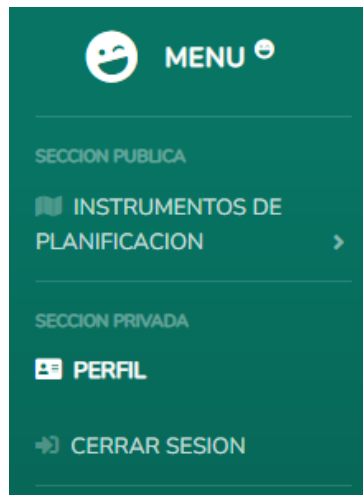 MENU
SECCION PUBLICA
INSTRUMENTOS DE
PLANIFICACION
SECCION PRIVADA
PERFIL
CERRAR SESION